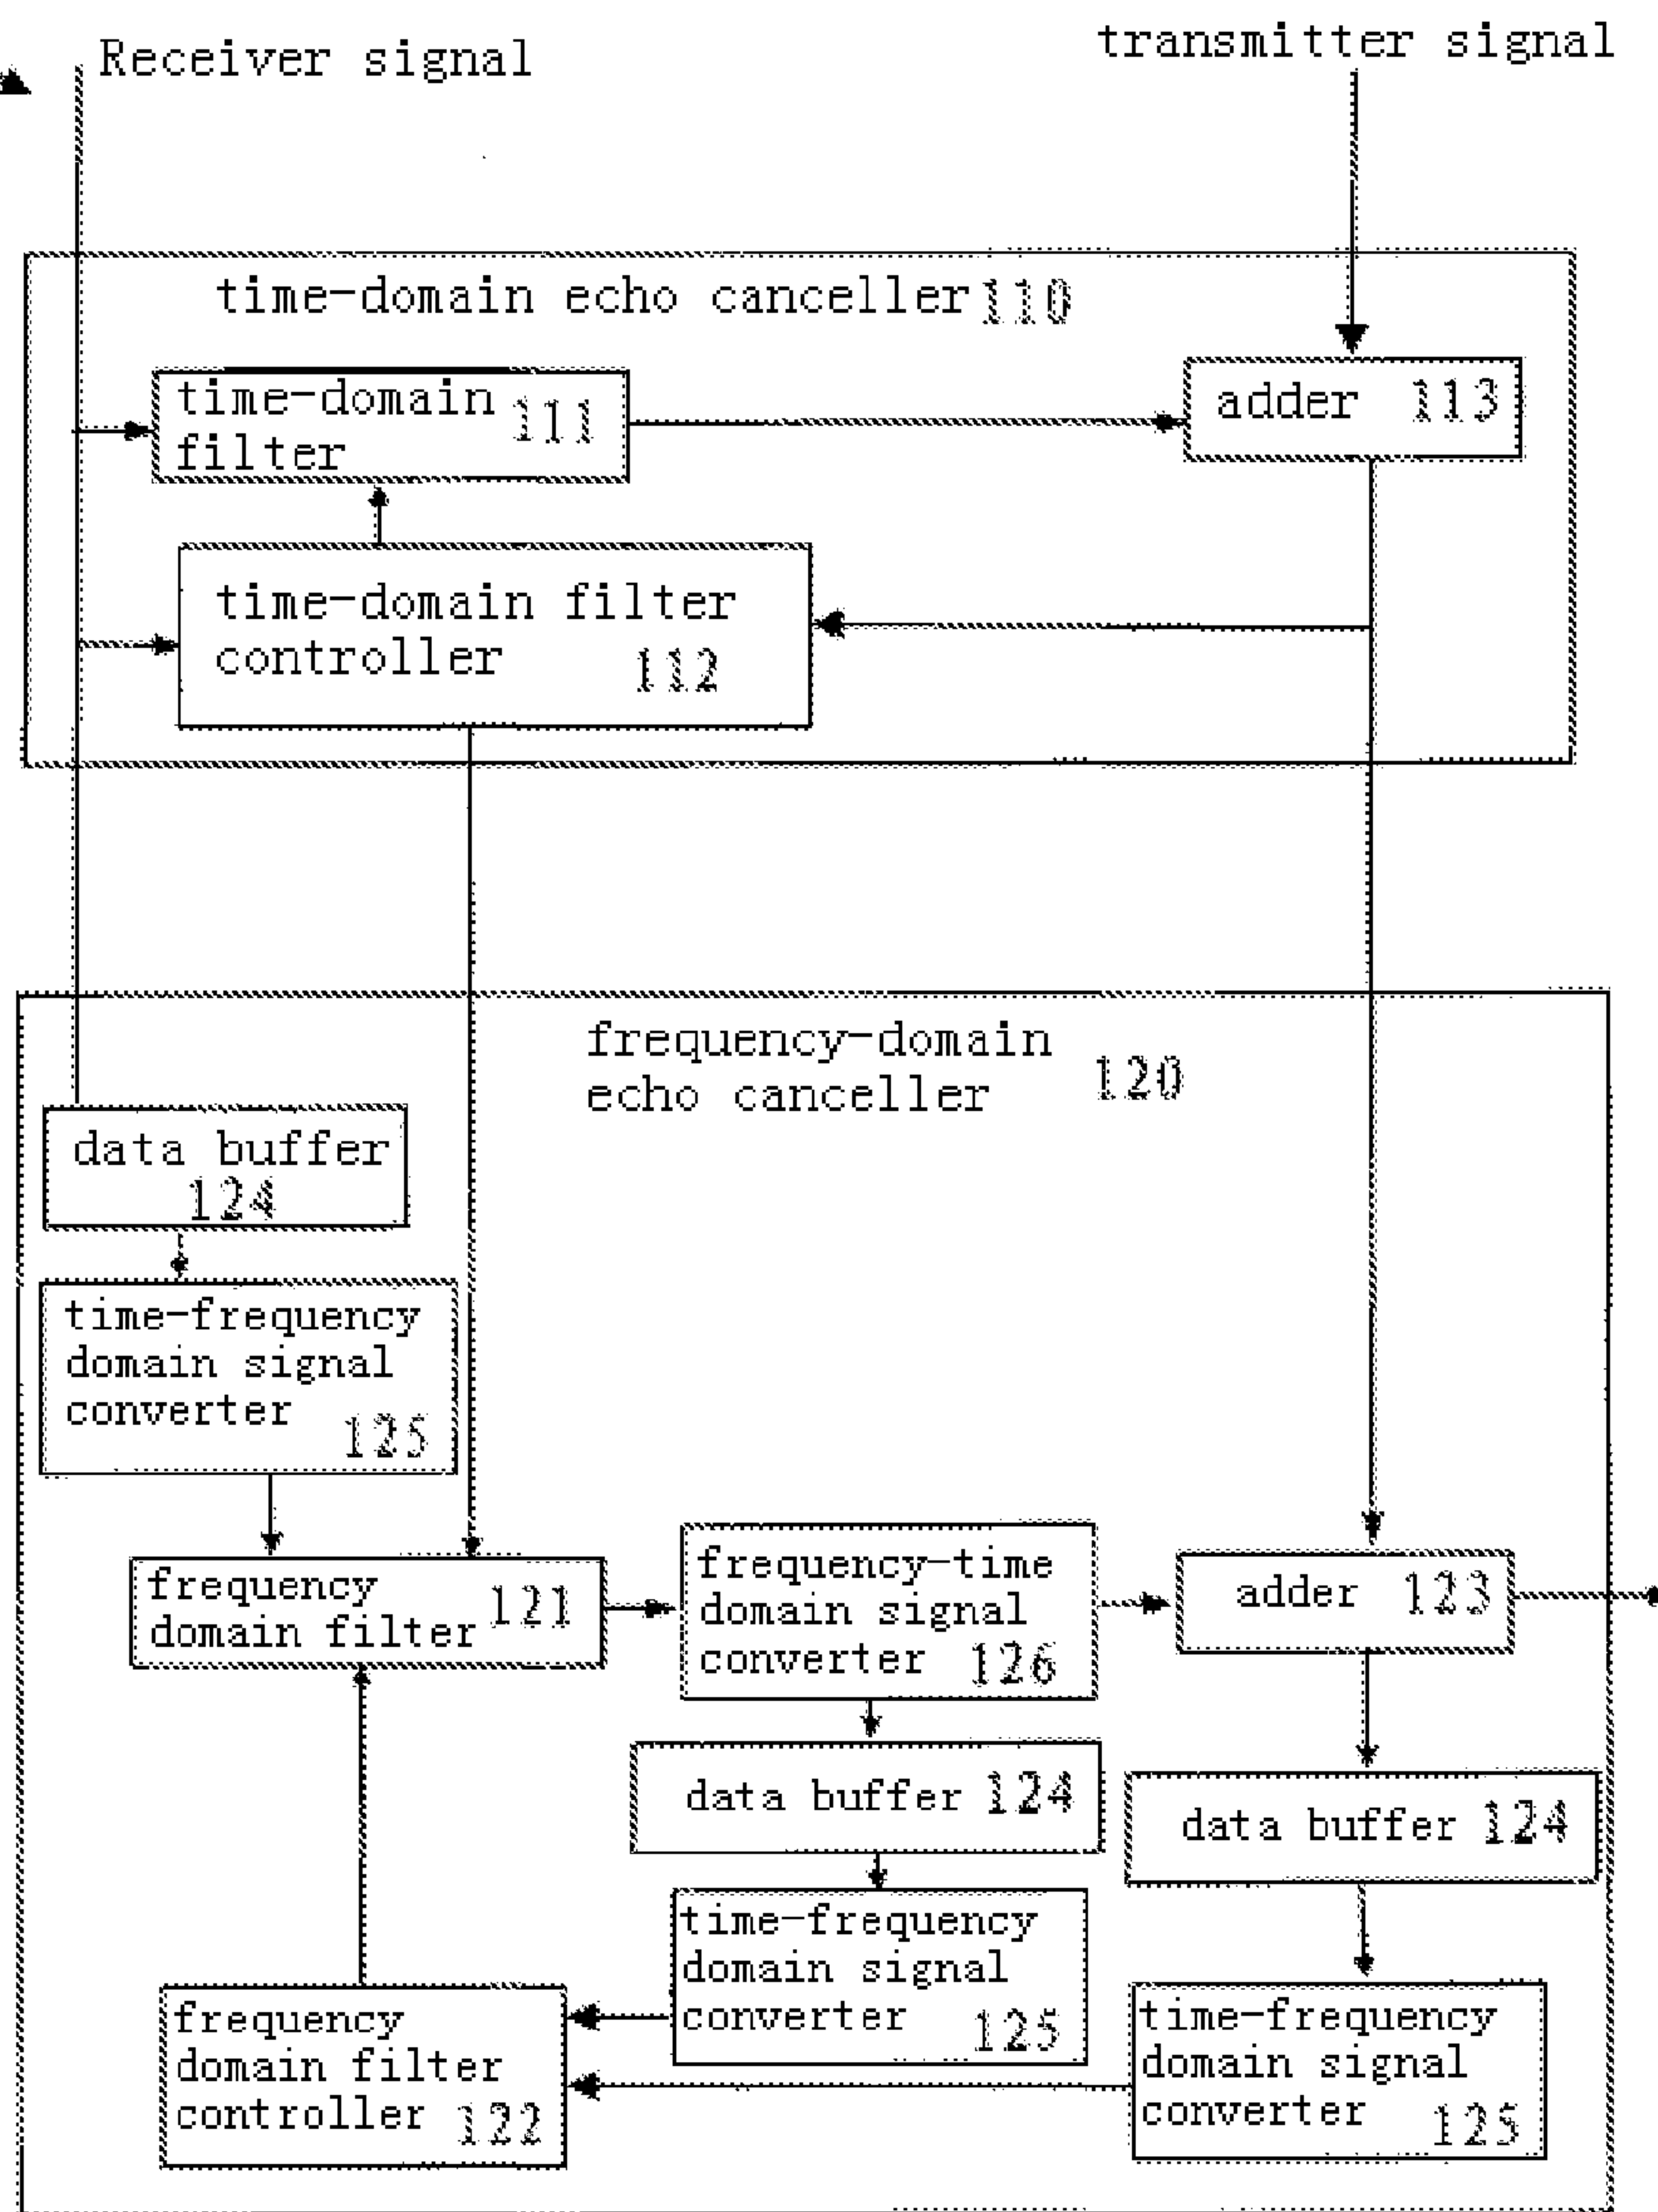 Receiver signal
transmitter signal
time-domain echo canceller 110
time-domain
filter 111
adder 113
time-domain filter
controller 112
frequency-domain
echo canceller 120
data buffer
124
time-frequency
domain signal
converter 125
frequency
domain filter 121
frequency-time
domain signal
converter 126
adder 123
data buffer 124
data buffer 124
time-frequency
domain signal
converter 125
frequency
domain filter
controller 122
time-frequency
domain signal
converter 125